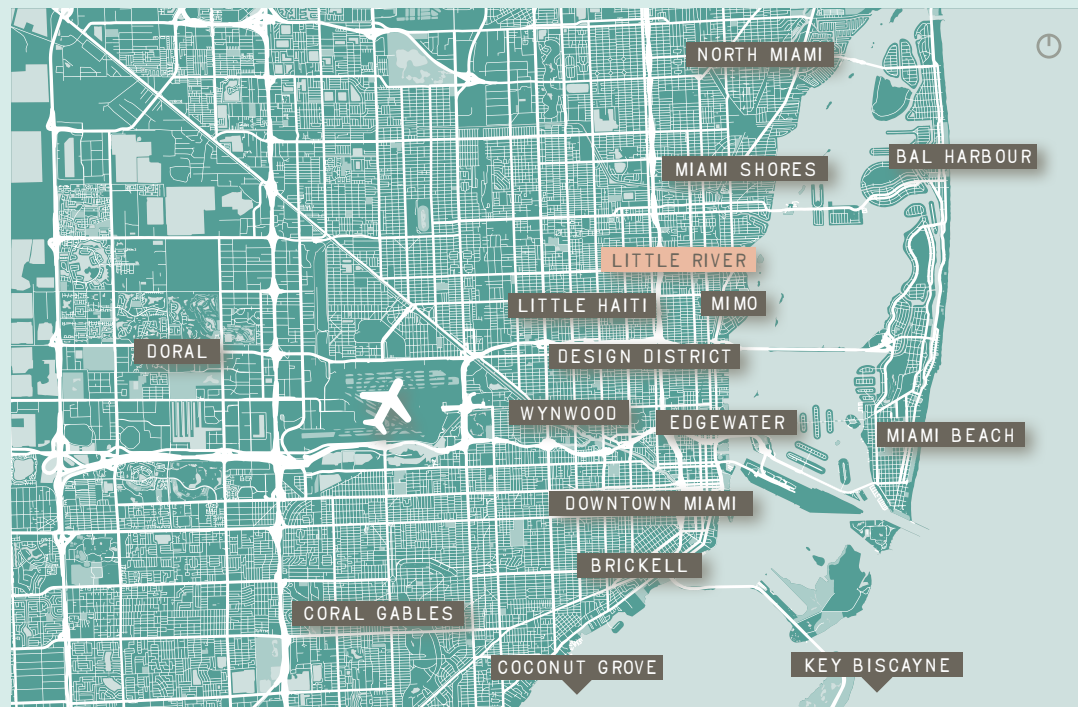 NORTH MIAMI
BAL HARBOUR
MIAMI SHORES
LITTLE RIVER
LITTLE HAITI
MIMO
DORAL
DESIGN DISTRICT
WYNWOOD
EDGEWATER
MIAMI BEACH
DOWNTOWN MIAMI
BRICKELL
CORAL GABLES
COCONUT GROVE
KEY BISCAYNE